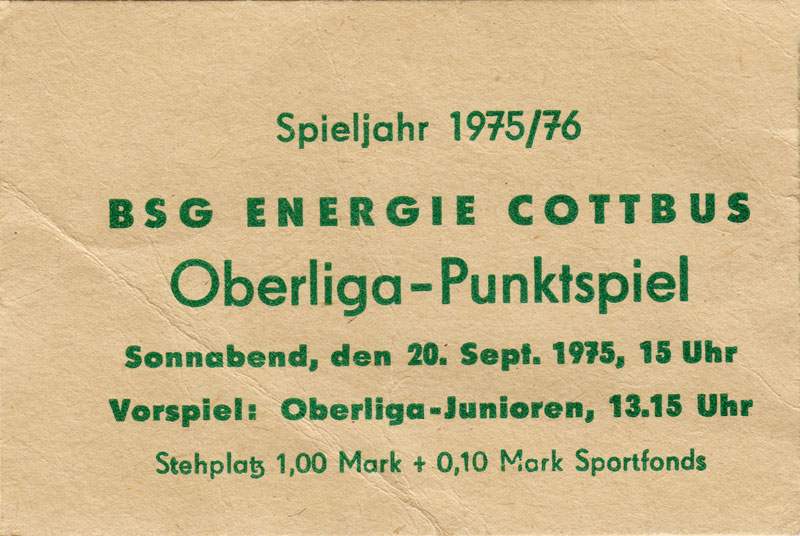 Spieljahr 1975/76
BSG ENERGIE COTTBUS
Oberliga-Punktspiel
Sonnabend, den 20. Sept. 1975, 15 Uhr
Vorspiel: Oberliga-Junioren, 13.15 Uhr
Stehplatz 1,00 Mark + 0,10 Mark Sportfonds